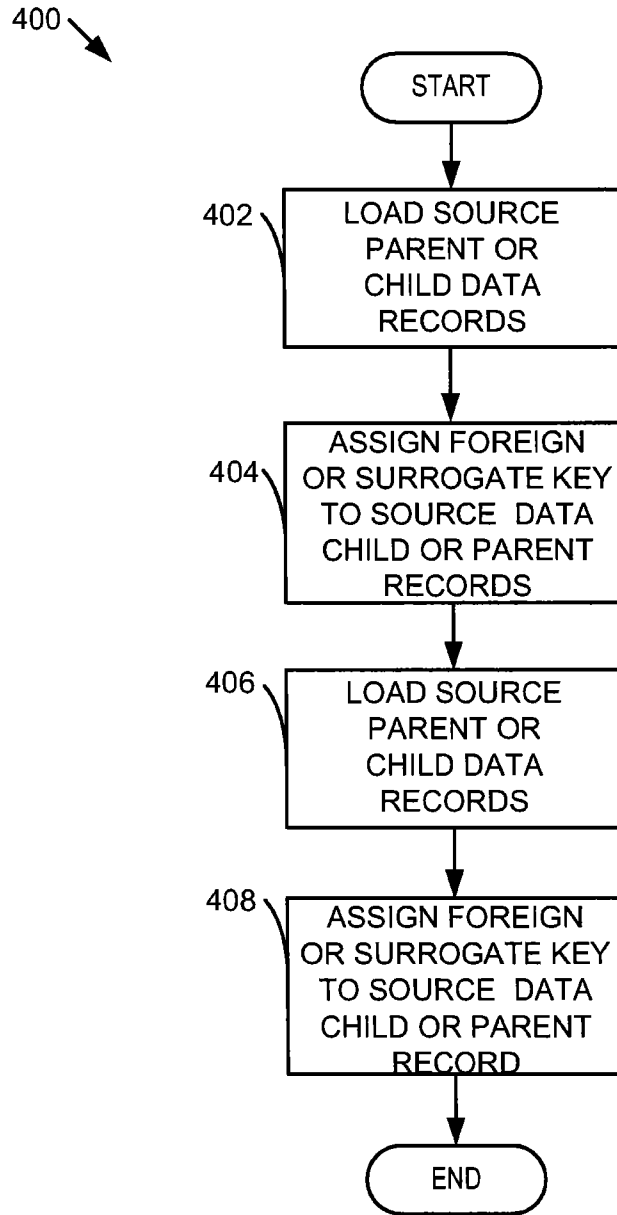 400
START
402
LOAD SOURCE
PARENT OR
CHILD DATA
RECORDS
404
ASSIGN FOREIGN
OR SURROGATE KEY
TO SOURCE DATA
CHILD OR PARENT
RECORDS
406
LOAD SOURCE
PARENT OR
CHILD DATA
RECORDS
408
ASSIGN FOREIGN
OR SURROGATE KEY
TO SOURCE DATA
CHILD OR PARENT
RECORD
END